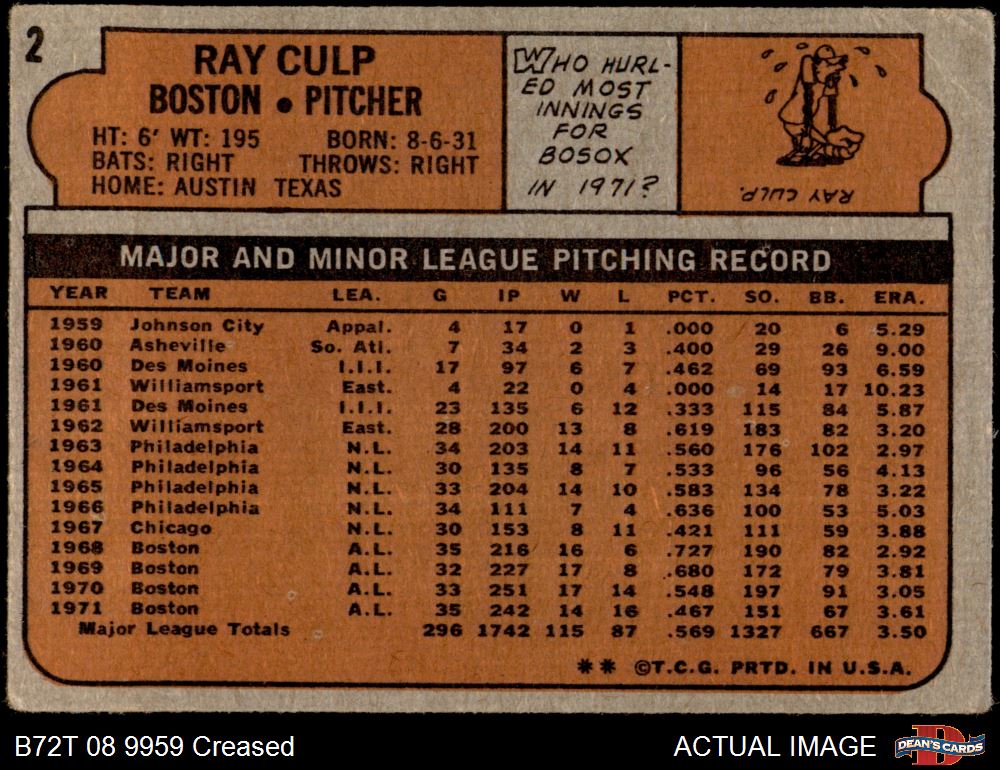 2
RAY CULP
BOSTON • PITCHER
HT: 6' WT: 195 BORN: 8-6-31
BATS: RIGHT THROWS: RIGHT
HOME: AUSTIN TEXAS
WHO HURL-
ED MOST
INNINGS
FOR
BOSOX
IN 1971?
RAY CULP.
MAJOR AND MINOR LEAGUE PITCHING RECORD
YEAR TEAM LEA. G IP W L PCT. SO. BB. ERA.
1959 Johnson City Appal. 4 17 0 1 .000 20 6 5.29
1960 Asheville So. Atl. 7 34 2 3 .400 29 26 9.00
1960 Des Moines I.I.I. 17 97 6 7 .462 69 93 6.59
1961 Williamsport East. 4 22 0 4 .000 14 17 10.23
1961 Des Moines I.I.I. 23 135 6 12 .333 115 84 5.87
1962 Williamsport East. 28 200 13 8 .619 183 82 3.20
1963 Philadelphia N.L. 34 203 14 11 .560 176 102 2.97
1964 Philadelphia N.L. 30 135 8 7 .533 96 56 4.13
1965 Philadelphia N.L. 33 204 14 10 .583 134 78 3.22
1966 Philadelphia N.L. 34 111 7 4 .636 100 53 5.03
1967 Chicago N.L. 30 153 8 11 .421 111 59 3.88
1968 Boston A.L. 35 216 16 6 .727 190 82 2.92
1969 Boston A.L. 32 227 17 8 .680 172 79 3.81
1970 Boston A.L. 33 251 17 14 .548 197 91 3.05
1971 Boston A.L. 35 242 14 16 .467 151 67 3.61
Major League Totals 296 1742 115 87 .569 1327 667 3.50
** ©T.C.G. PRTD. IN U.S.A.
B72T 08 9959 Creased
ACTUAL IMAGE
DEAN'S CARDS